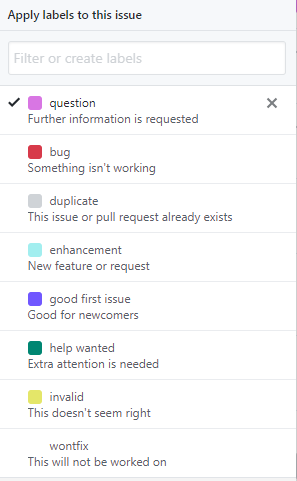 Apply labels to this issue
Filter or create labels
question
Further information is requested
bug
Something isn't working
duplicate
This issue or pull request already exists
enhancement
New feature or request
good first issue
Good for newcomers
help wanted
Extra attention is needed
invalid
This doesn't seem right
wontfix
This will not be worked on